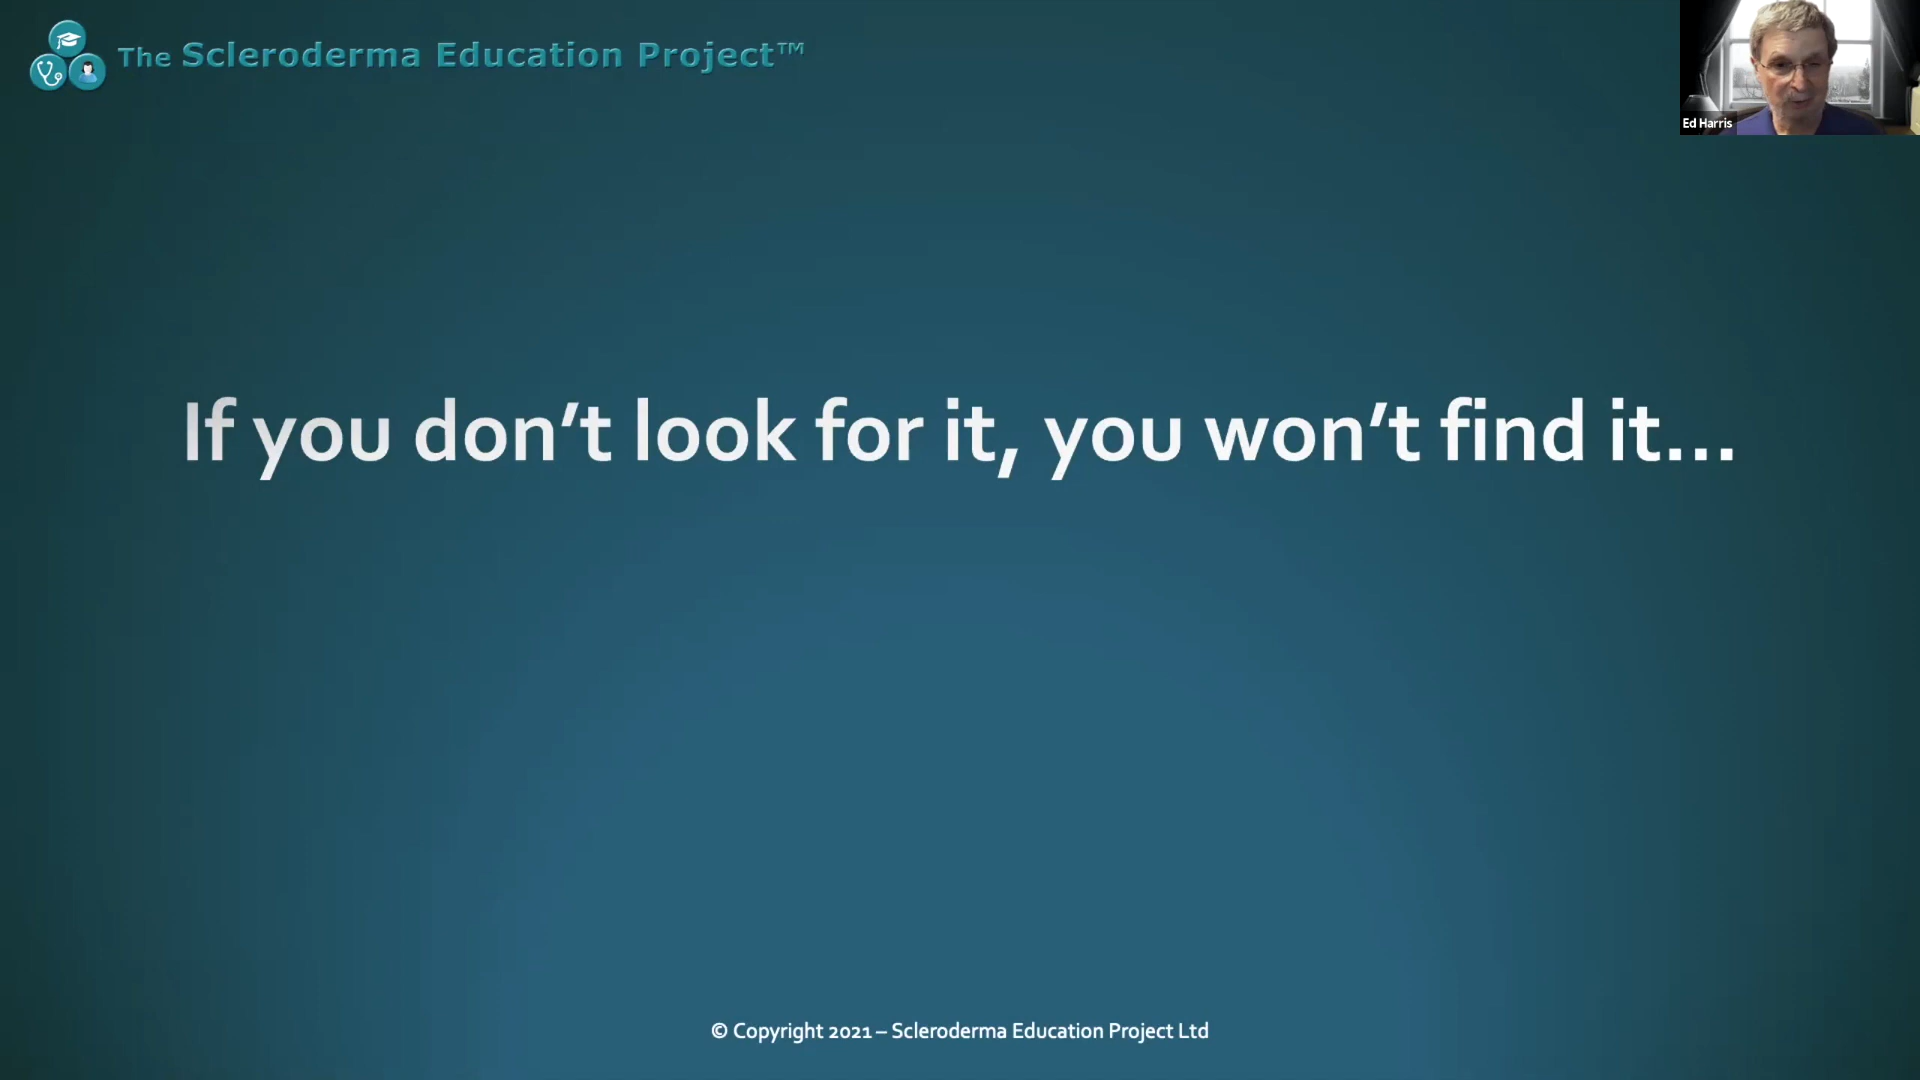 The Scleroderma Education Project™
Ed Harris
If you don’t look for it, you won’t find it...
© Copyright 2021 – Scleroderma Education Project Ltd